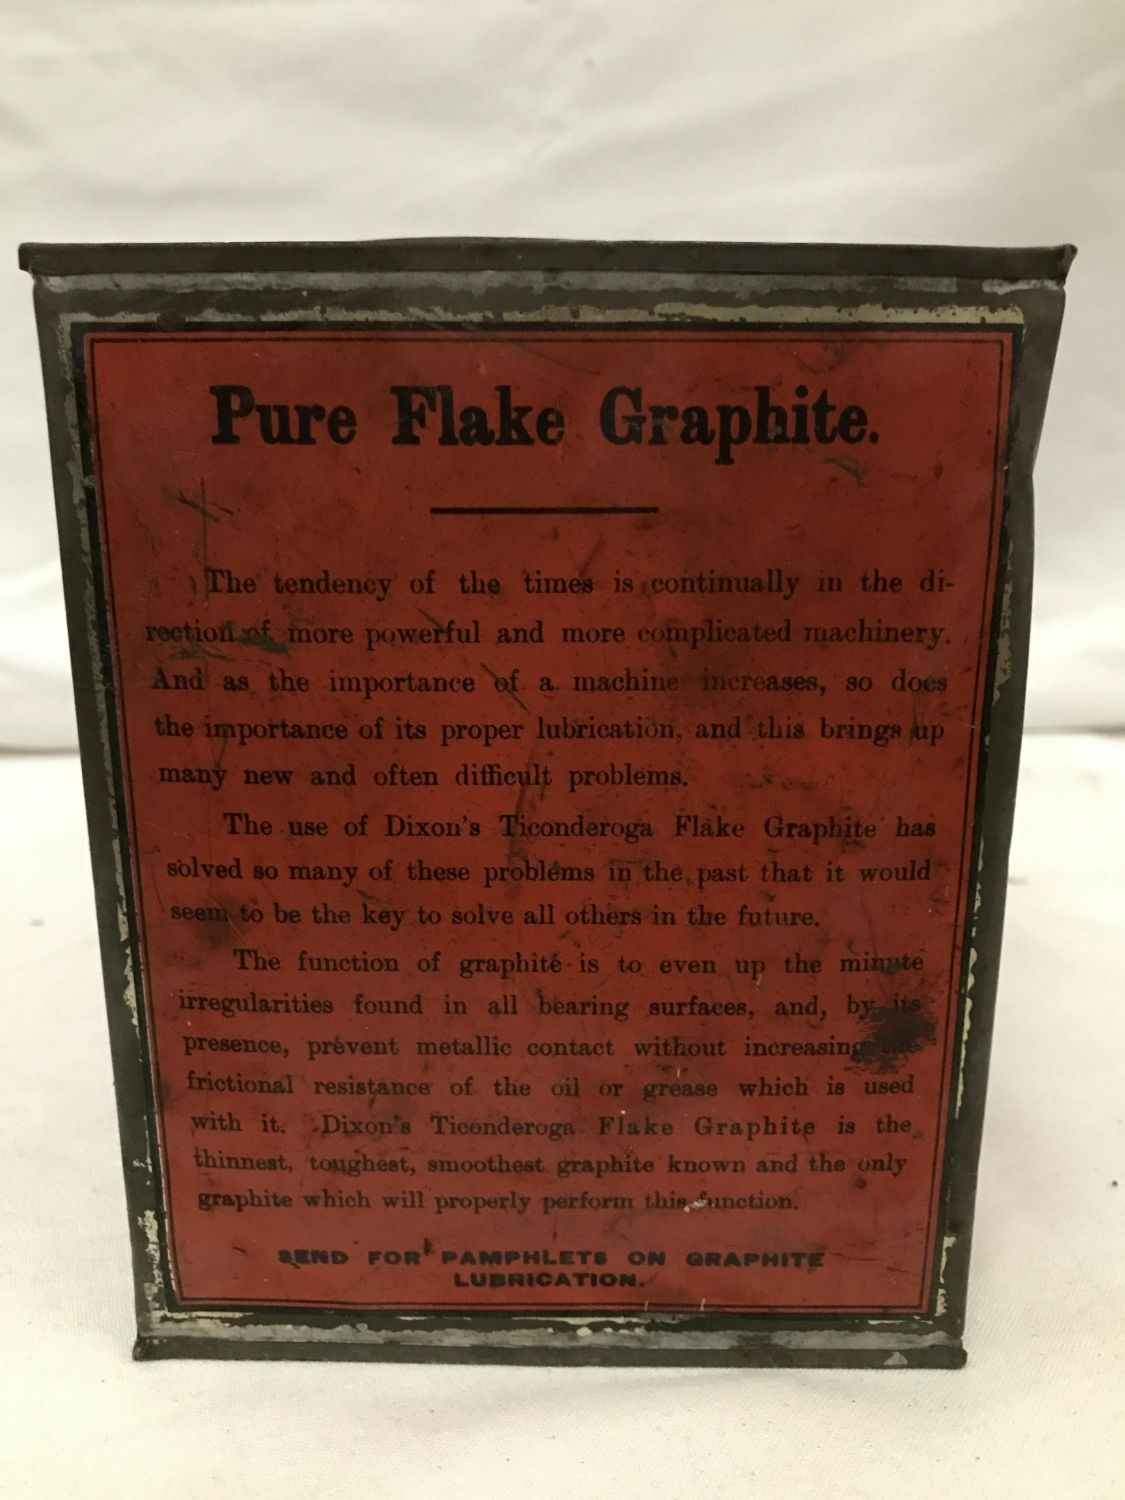 Pure Flake Graphite.
The tendency of the times is continually in the di-
rection of more powerful and more complicated machinery.
And as the importance of a machine increases, so does
the importance of its proper lubrication, and this brings up
many new and often difficult problems.
The use of Dixon's Ticonderoga Flake Graphite has
solved so many of these problems in the past that it would
seem to be the key to solve all others in the future.
The function of graphite is to even up the minute
irregularities found in all bearing surfaces, and, by its
presence, prevent metallic contact without increasing the
frictional resistance of the oil or grease which is used
with it. Dixon's Ticonderoga Flake Graphite is the
thinnest, toughest, smoothest graphite known and the only
graphite which will properly perform this function.
SEND FOR PAMPHLETS ON GRAPHITE
LUBRICATION.